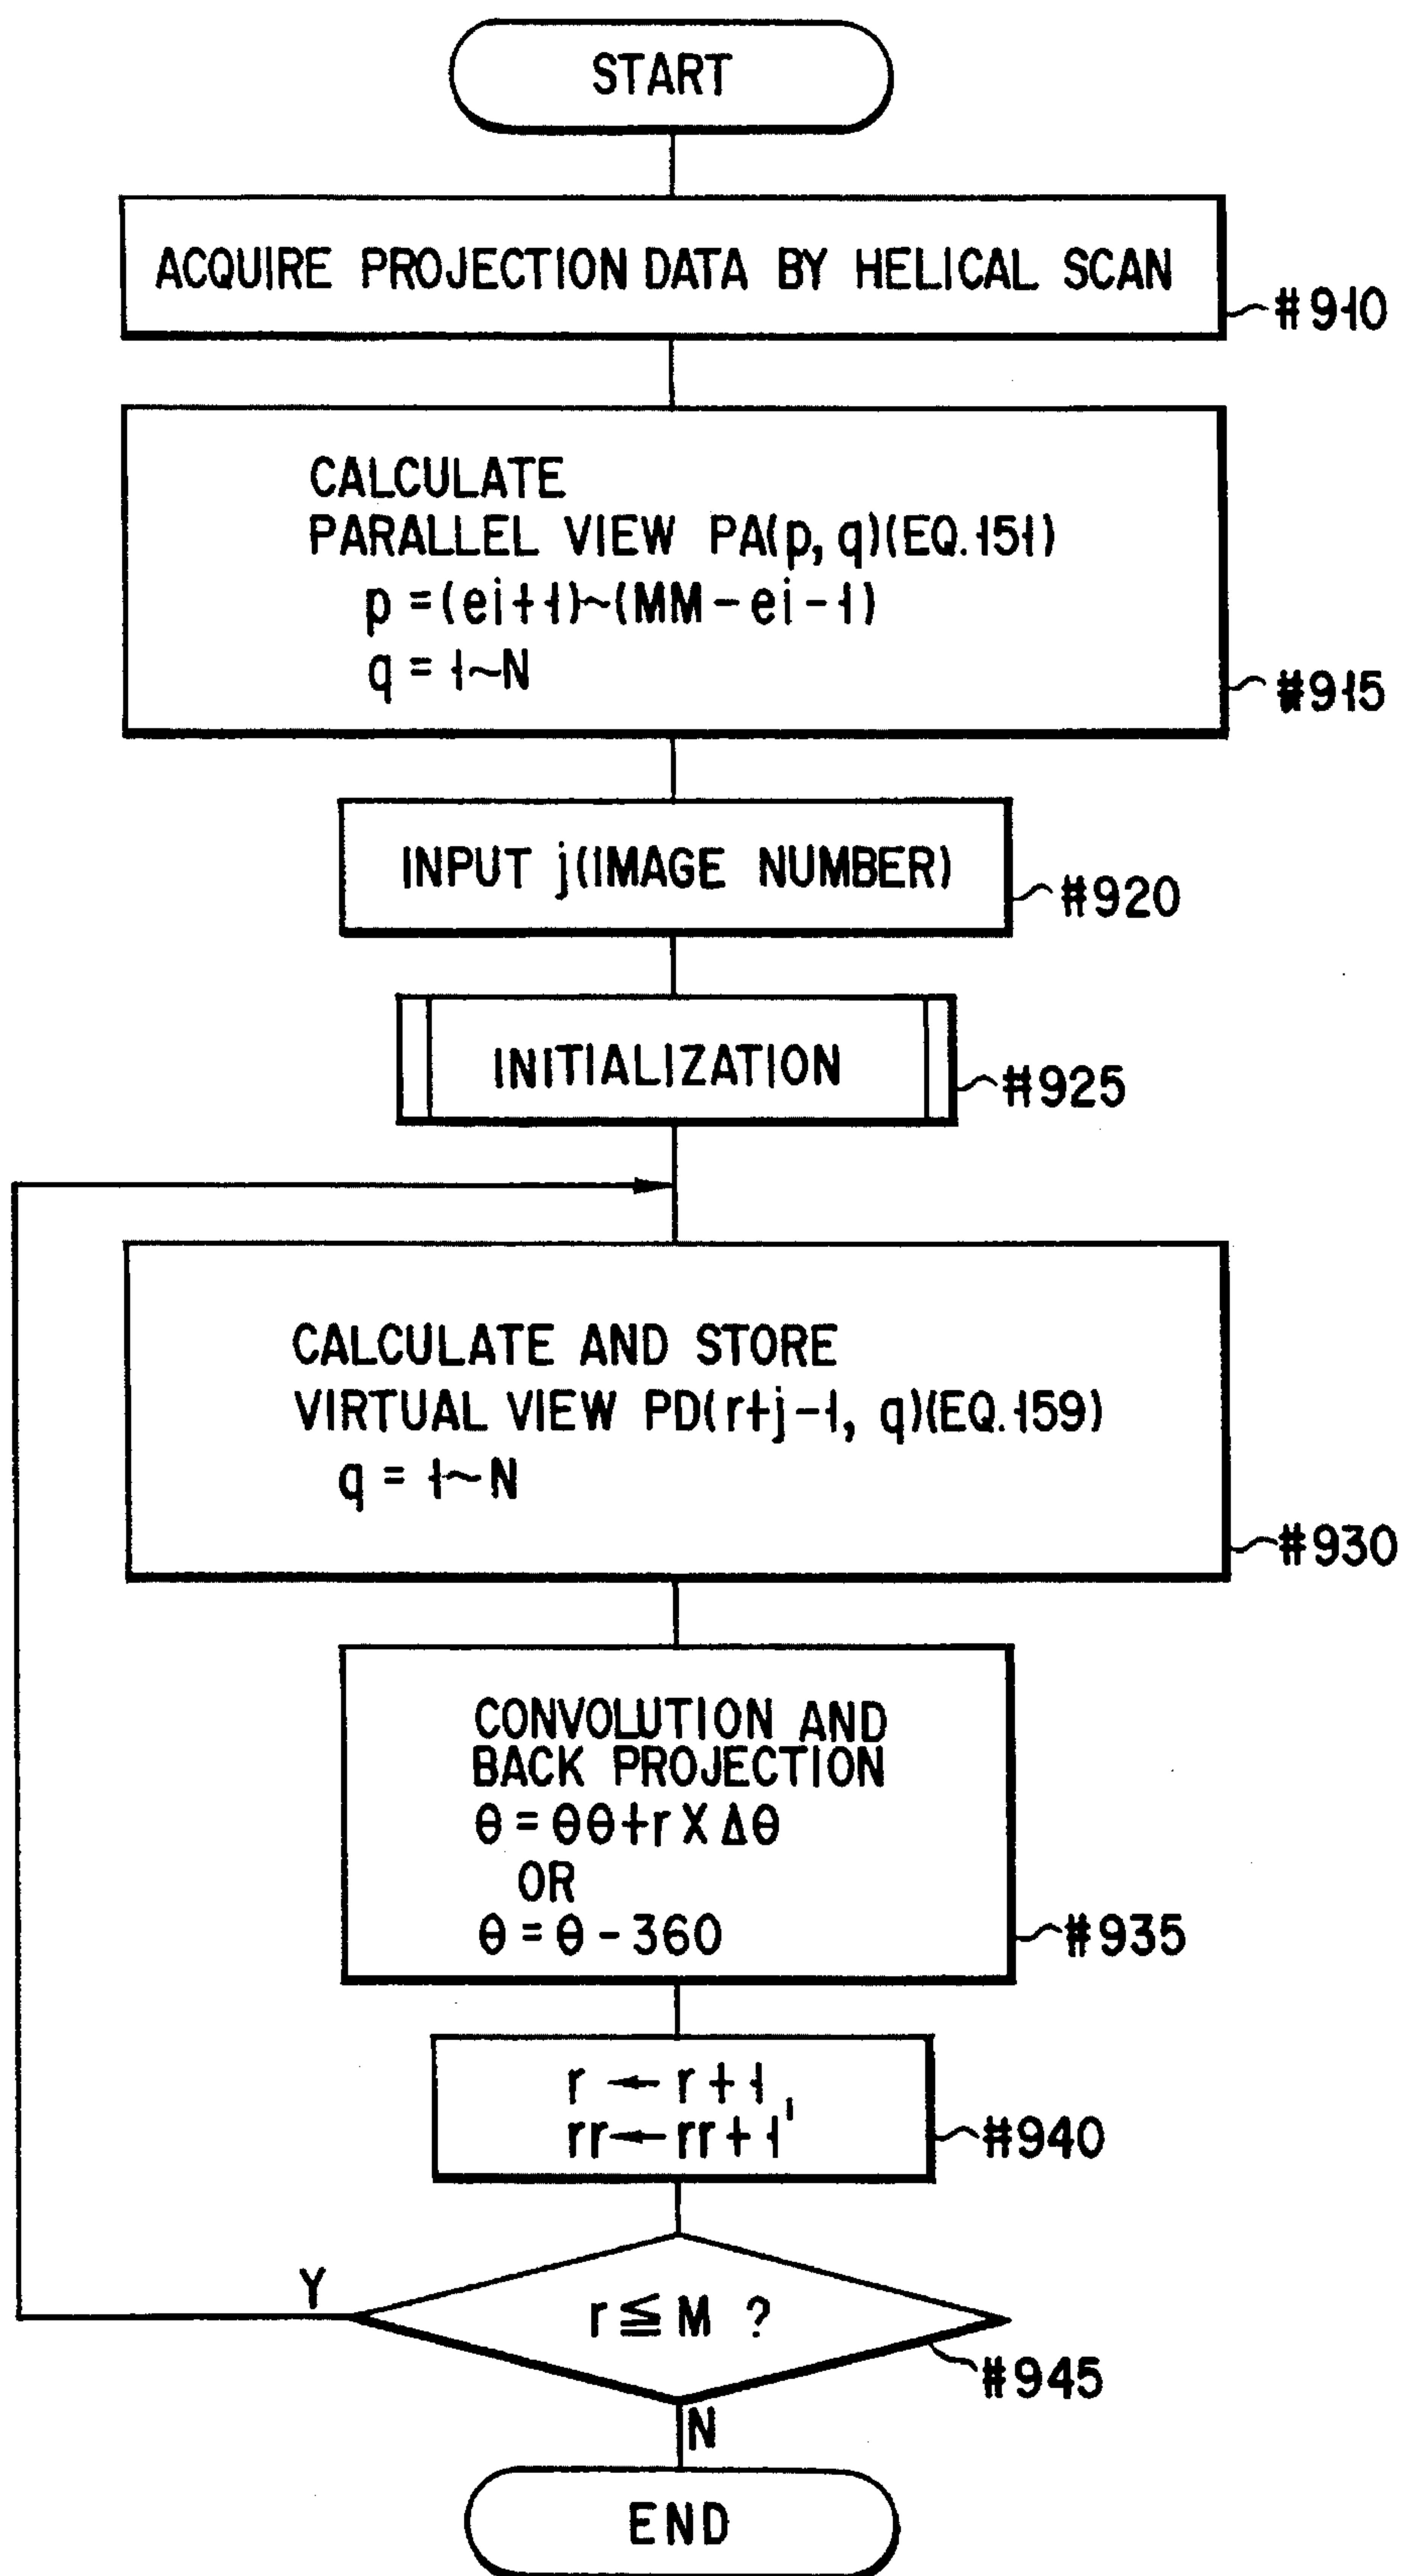 START
ACQUIRE PROJECTION DATA BY HELICAL SCAN
#910
CALCULATE
PARALLEL VIEW PA(p, q)(EQ.151)
p = (ei+1)~(MM-ei-1)
q = 1~N
#915
INPUT j(IMAGE NUMBER)
#920
INITIALIZATION
#925
CALCULATE AND STORE
VIRTUAL VIEW PD(r+j-1, q)(EQ.159)
q = 1~N
#930
CONVOLUTION AND
BACK PROJECTION
θ = θθ+r X Δθ
OR
θ = θ - 360
#935
r ← r + 1,
rr ← rr + 1
#940
Y
r ≦ M ?
#945
N
END